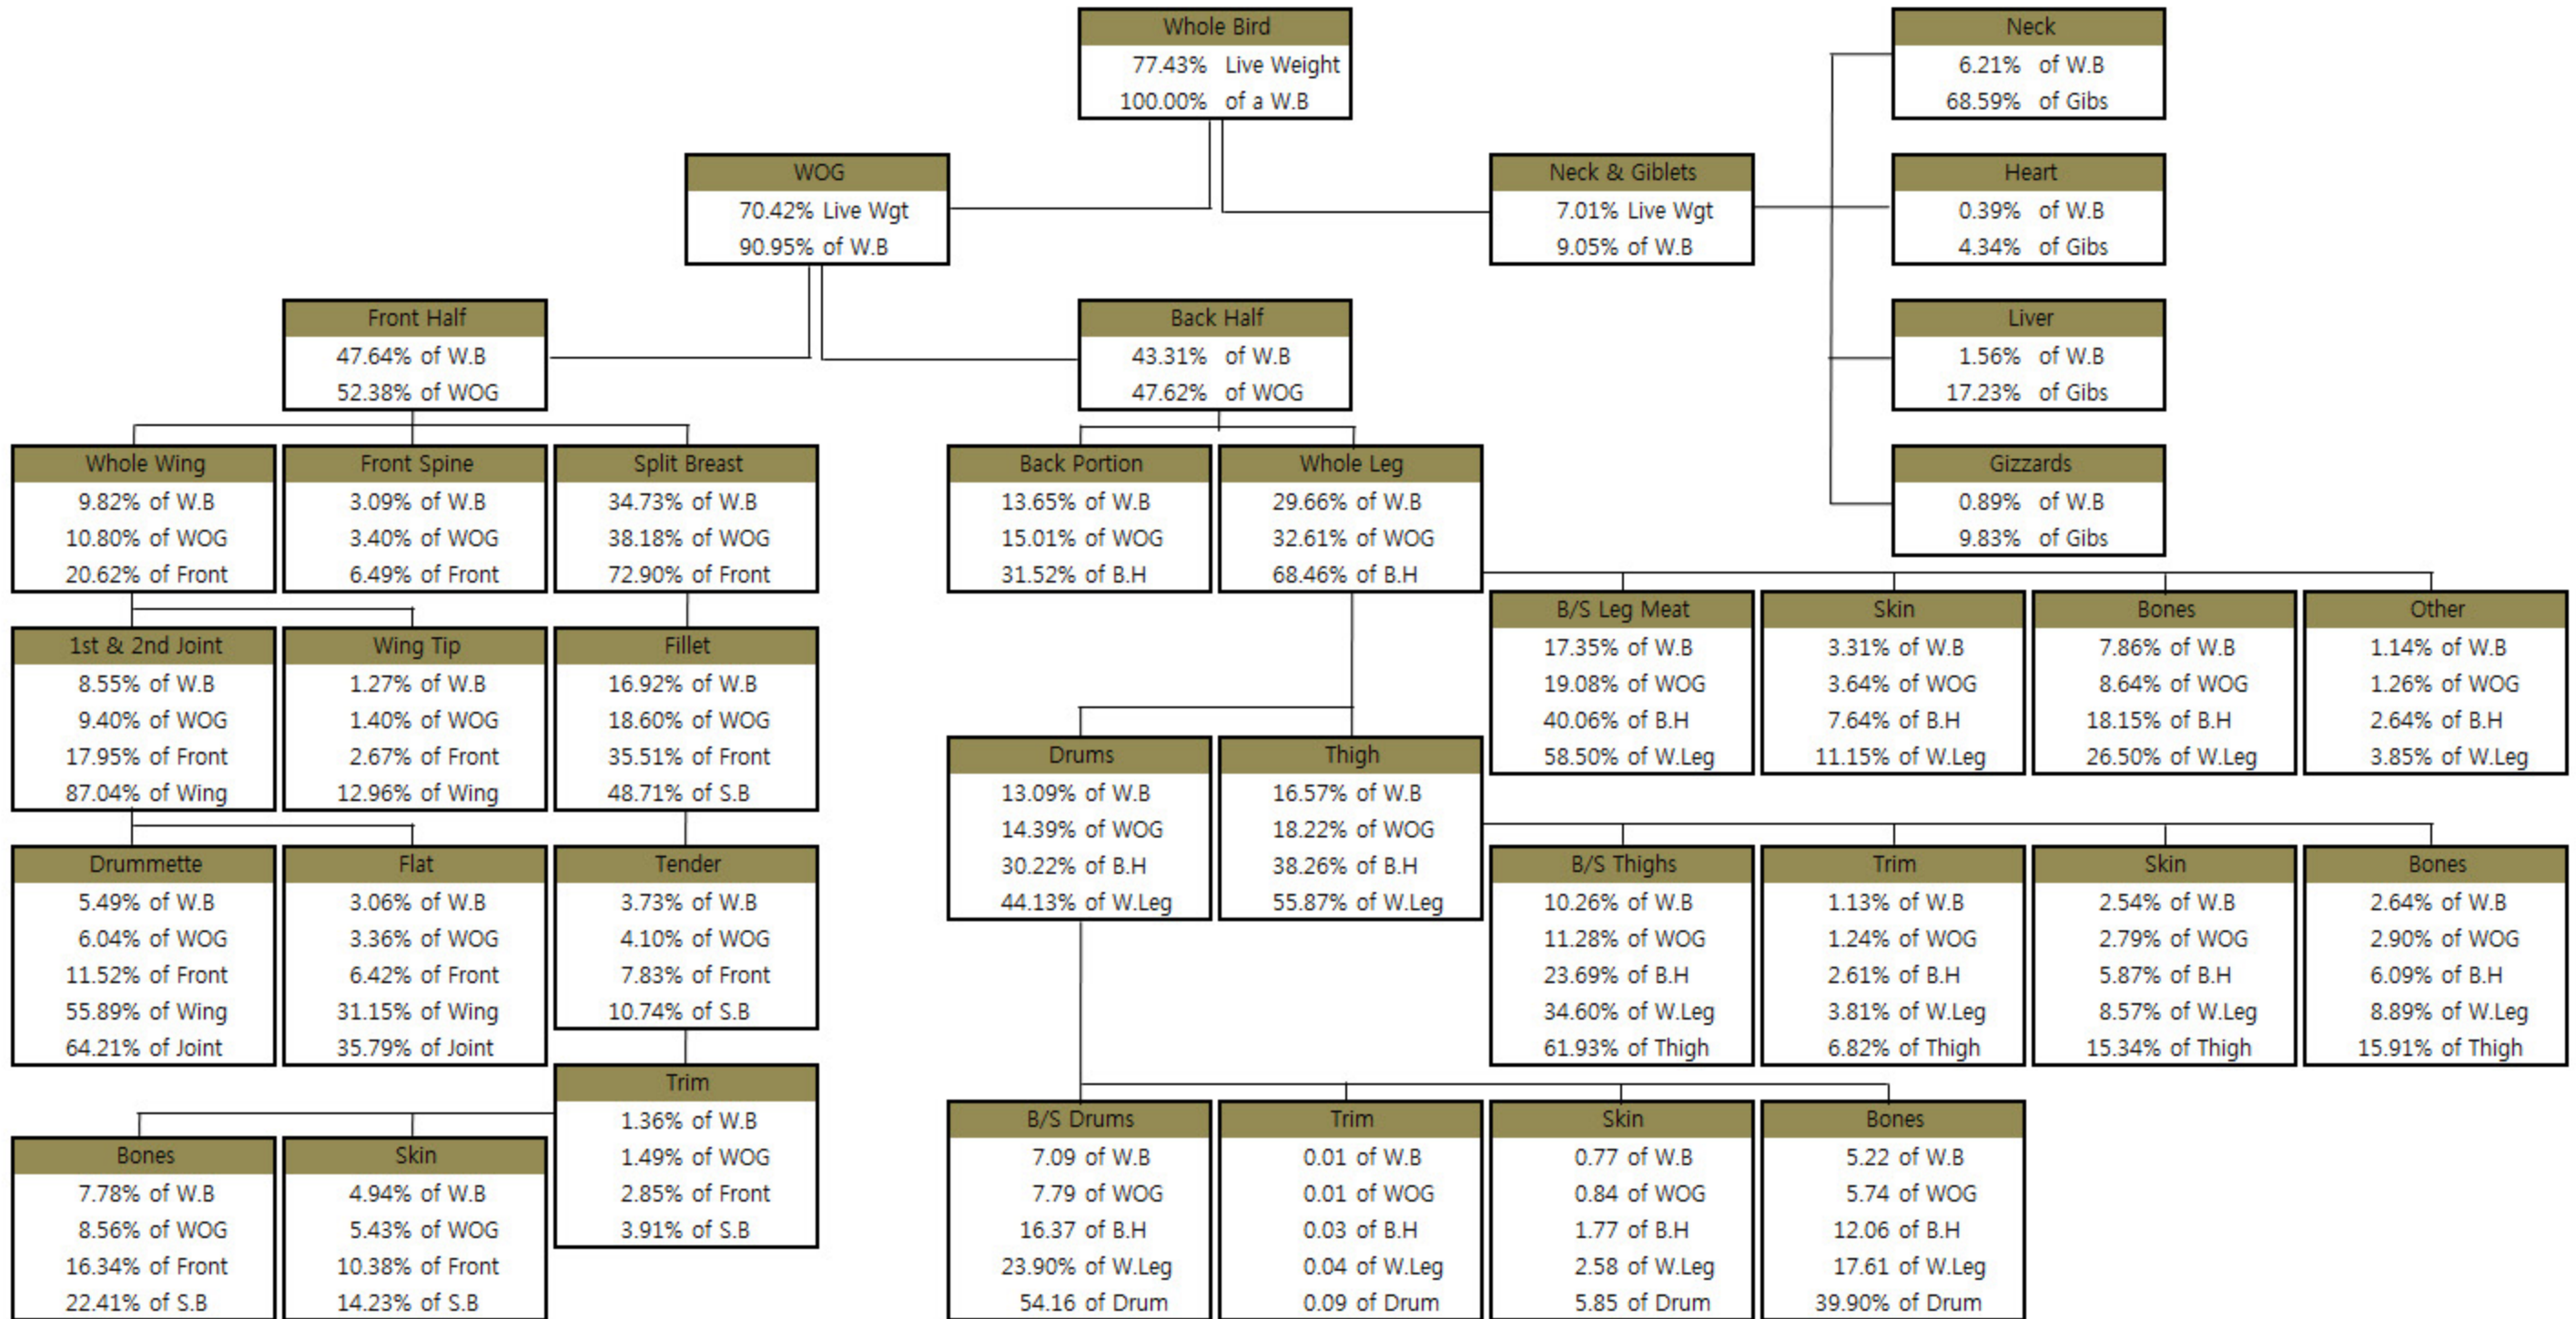 Whole Bird
77.43% Live Weight
100.00% of a W.B
Neck
6.21% of W.B
68.59% of Gibs
WOG
70.42% Live Wgt
90.95% of W.B
Neck & Giblets
7.01% Live Wgt
9.05% of W.B
Heart
0.39% of W.B
4.34% of Gibs
Front Half
47.64% of W.B
52.38% of WOG
Back Half
43.31% of W.B
47.62% of WOG
Liver
1.56% of W.B
17.23% of Gibs
Whole Wing
9.82% of W.B
10.80% of WOG
20.62% of Front
Front Spine
3.09% of W.B
3.40% of WOG
6.49% of Front
Split Breast
34.73% of W.B
38.18% of WOG
72.90% of Front
Back Portion
13.65% of W.B
15.01% of WOG
31.52% of B.H
Whole Leg
29.66% of W.B
32.61% of WOG
68.46% of B.H
Gizzards
0.89% of W.B
9.83% of Gibs
1st & 2nd Joint
8.55% of W.B
9.40% of WOG
17.95% of Front
87.04% of Wing
Wing Tip
1.27% of W.B
1.40% of WOG
2.67% of Front
12.96% of Wing
Fillet
16.92% of W.B
18.60% of WOG
35.51% of Front
48.71% of S.B
B/S Leg Meat
17.35% of W.B
19.08% of WOG
40.06% of B.H
58.50% of W.Leg
Skin
3.31% of W.B
3.64% of WOG
7.64% of B.H
11.15% of W.Leg
Bones
7.86% of W.B
8.64% of WOG
18.15% of B.H
26.50% of W.Leg
Other
1.14% of W.B
1.26% of WOG
2.64% of B.H
3.85% of W.Leg
Drums
13.09% of W.B
14.39% of WOG
30.22% of B.H
44.13% of W.Leg
Thigh
16.57% of W.B
18.22% of WOG
38.26% of B.H
55.87% of W.Leg
Drummette
5.49% of W.B
6.04% of WOG
11.52% of Front
55.89% of Wing
64.21% of Joint
Flat
3.06% of W.B
3.36% of WOG
6.42% of Front
31.15% of Wing
35.79% of Joint
Tender
3.73% of W.B
4.10% of WOG
7.83% of Front
10.74% of S.B
B/S Thighs
10.26% of W.B
11.28% of WOG
23.69% of B.H
34.60% of W.Leg
61.93% of Thigh
Trim
1.13% of W.B
1.24% of WOG
2.61% of B.H
3.81% of W.Leg
6.82% of Thigh
Skin
2.54% of W.B
2.79% of WOG
5.87% of B.H
8.57% of W.Leg
15.34% of Thigh
Bones
2.64% of W.B
2.90% of WOG
6.09% of B.H
8.89% of W.Leg
15.91% of Thigh
Trim
1.36% of W.B
1.49% of WOG
2.85% of Front
3.91% of S.B
Bones
7.78% of W.B
8.56% of WOG
16.34% of Front
22.41% of S.B
Skin
4.94% of W.B
5.43% of WOG
10.38% of Front
14.23% of S.B
B/S Drums
7.09 of W.B
7.79 of WOG
16.37 of B.H
23.90% of W.Leg
54.16 of Drum
Trim
0.01 of W.B
0.01 of WOG
0.03 of B.H
0.04 of W.Leg
0.09 of Drum
Skin
0.77 of W.B
0.84 of WOG
1.77 of B.H
2.58 of W.Leg
5.85 of Drum
Bones
5.22 of W.B
5.74 of WOG
12.06 of B.H
17.61 of W.Leg
39.90% of Drum